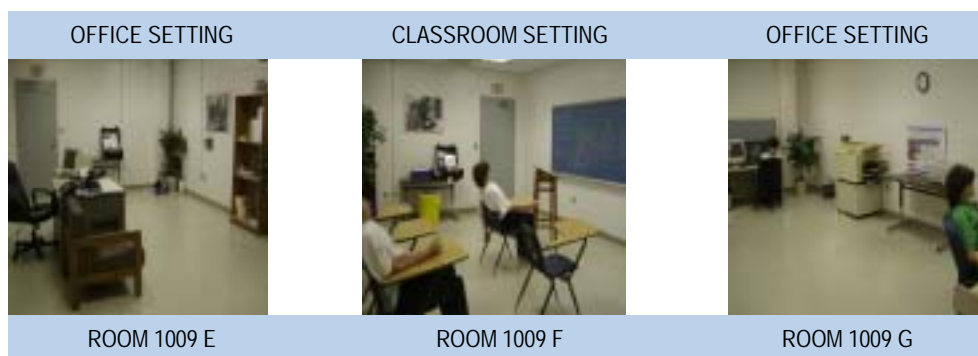 OFFICE SETTING
CLASSROOM SETTING
OFFICE SETTING
ROOM 1009 E
ROOM 1009 F
ROOM 1009 G